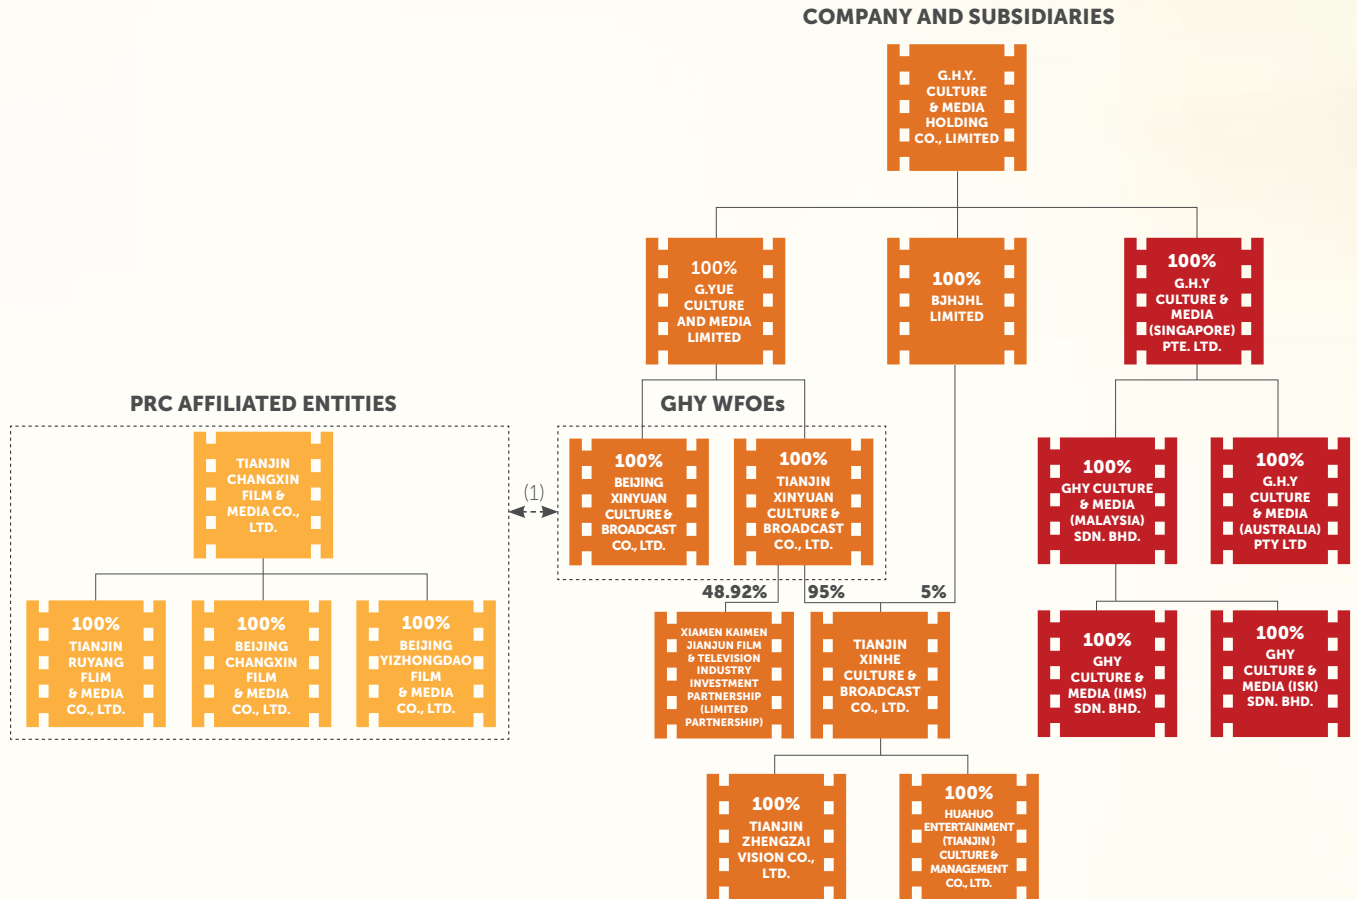 COMPANY AND SUBSIDIARIES
G.H.Y.
CULTURE
& MEDIA
HOLDING
CO., LIMITED
100%
G.YUE
CULTURE
AND MEDIA
LIMITED
100%
BJHJHL
LIMITED
100%
G.H.Y
CULTURE &
MEDIA
(SINGAPORE)
PTE. LTD.
PRC AFFILIATED ENTITIES
GHY WFOEs
TIANJIN
CHANGXIN
FILM &
MEDIA CO.,
LTD.
(1)
100%
BEIJING
XINYUAN
CULTURE &
BROADCAST
CO., LTD.
100%
TIANJIN
XINYUAN
CULTURE &
BROADCAST
CO., LTD.
100%
GHY CULTURE
& MEDIA
(MALAYSIA)
SDN. BHD.
100%
G.H.Y
CULTURE
& MEDIA
(AUSTRALIA)
PTY LTD
48.92%
95%
5%
100%
TIANJIN
RUYANG
FLIM
& MEDIA
CO., LTD.
100%
BEIJING
CHANGXIN
FILM
& MEDIA
CO., LTD.
100%
BEIJING
YIZHONGDAO
FILM
& MEDIA
CO., LTD.
XIAMEN KAIMEN
JIANJUN FILM
& TELEVISION
INDUSTRY
INVESTMENT
PARTNERSHIP
(LIMITED
PARTNERSHIP)
TIANJIN
XINHE
CULTURE &
BROADCAST
CO., LTD.
100%
GHY
CULTURE &
MEDIA (IMS)
SDN. BHD.
100%
GHY
CULTURE &
MEDIA (ISK)
SDN. BHD.
100%
TIANJIN
ZHENGZAI
VISION CO.,
LTD.
100%
HUAHUO
ENTERTAINMENT
(TIANJIN )
CULTURE &
MANAGEMENT
CO., LTD.